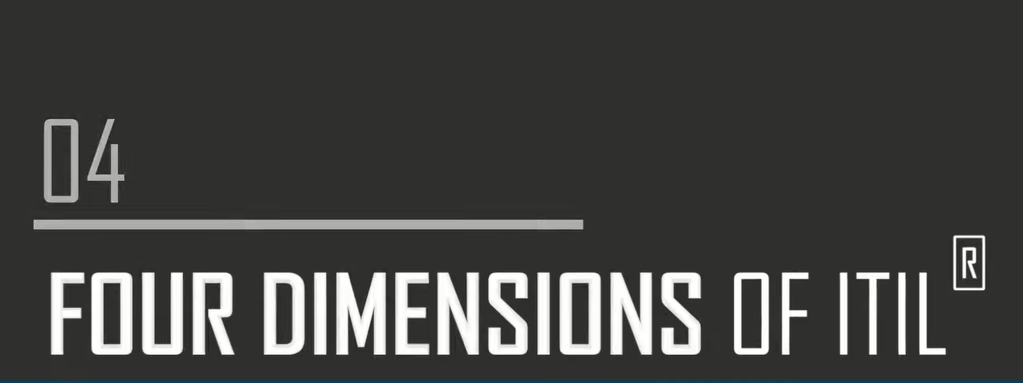 04
FOUR DIMENSIONS OF ITIL®